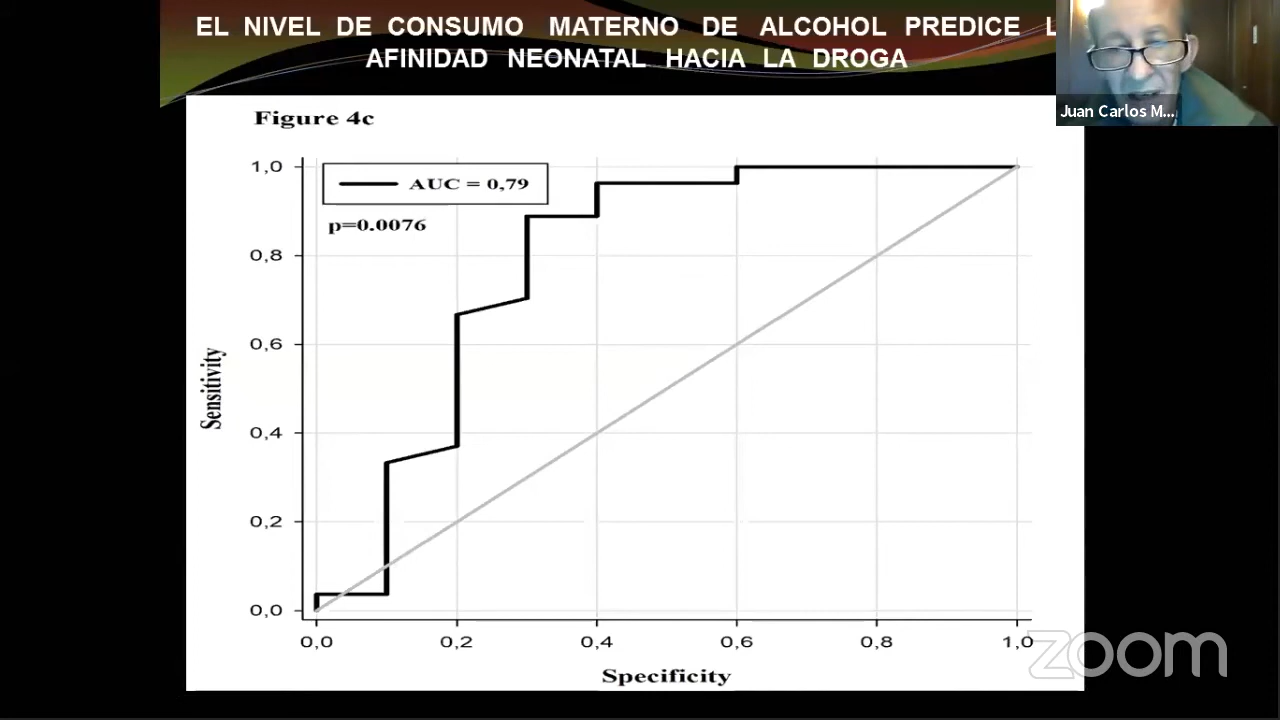 EL NIVEL DE CONSUMO MATERNO DE ALCOHOL PREDICE
AFINIDAD NEONATAL HACIA LA DROGA
Juan Carlos M...
Figure 4c
AUC = 0,79
p=0.0076
1,0
0,8
0,6
0,4
0,2
0,0
Sensitivity
0,0 0,2 0,4 0,6 0,8 1,0
Specificity
zoom